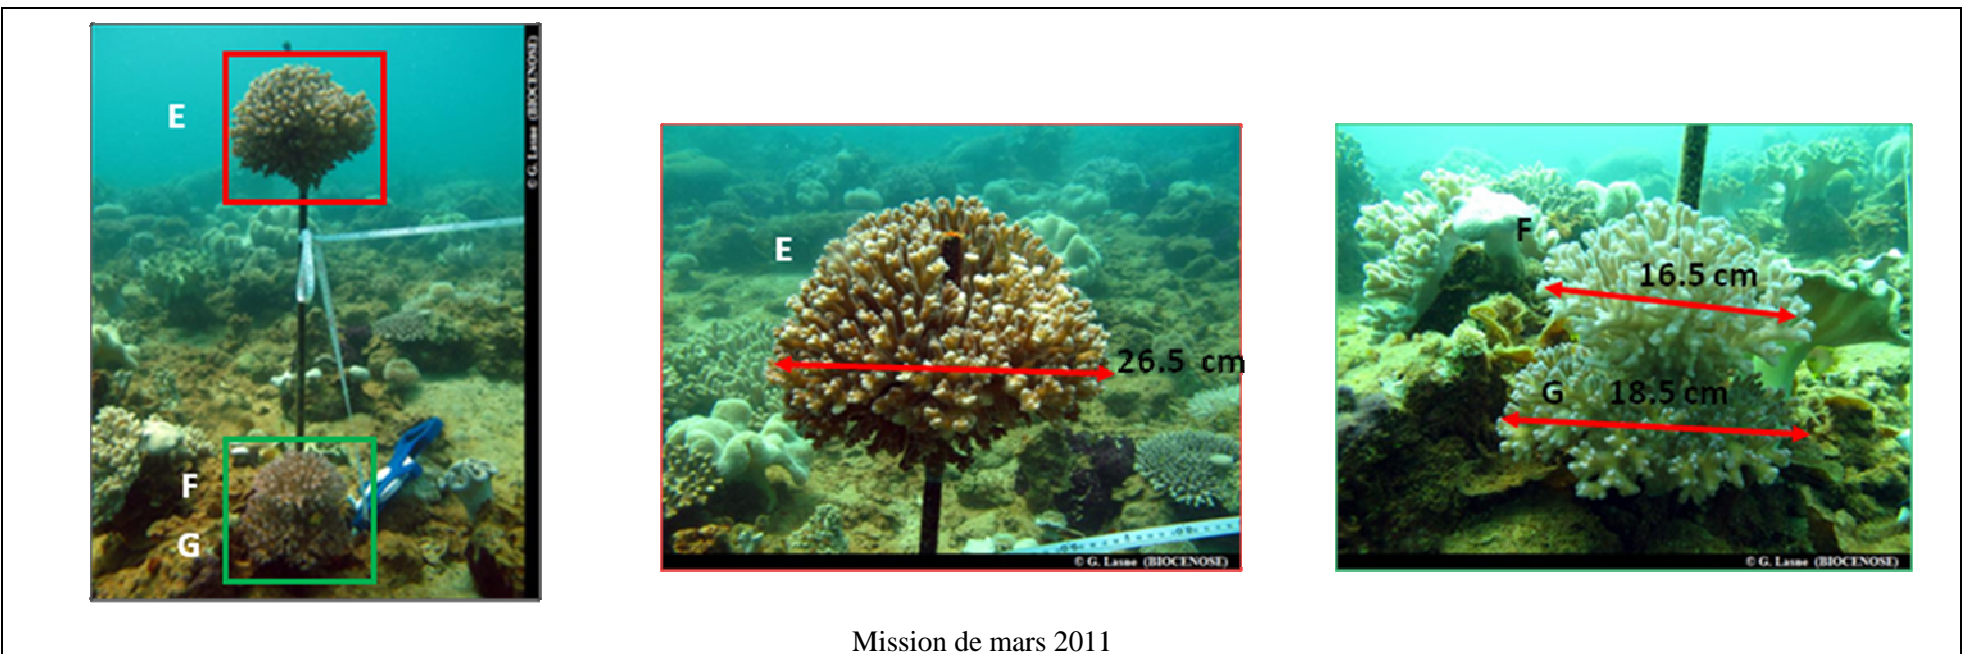 E
F
G
© G. Lasne (BIOCENOSE)
E
26.5 cm
© G. Lasne (BIOCENOSE)
F
16.5 cm
G
18.5 cm
© G. Lasne (BIOCENOSE)
Mission de mars 2011